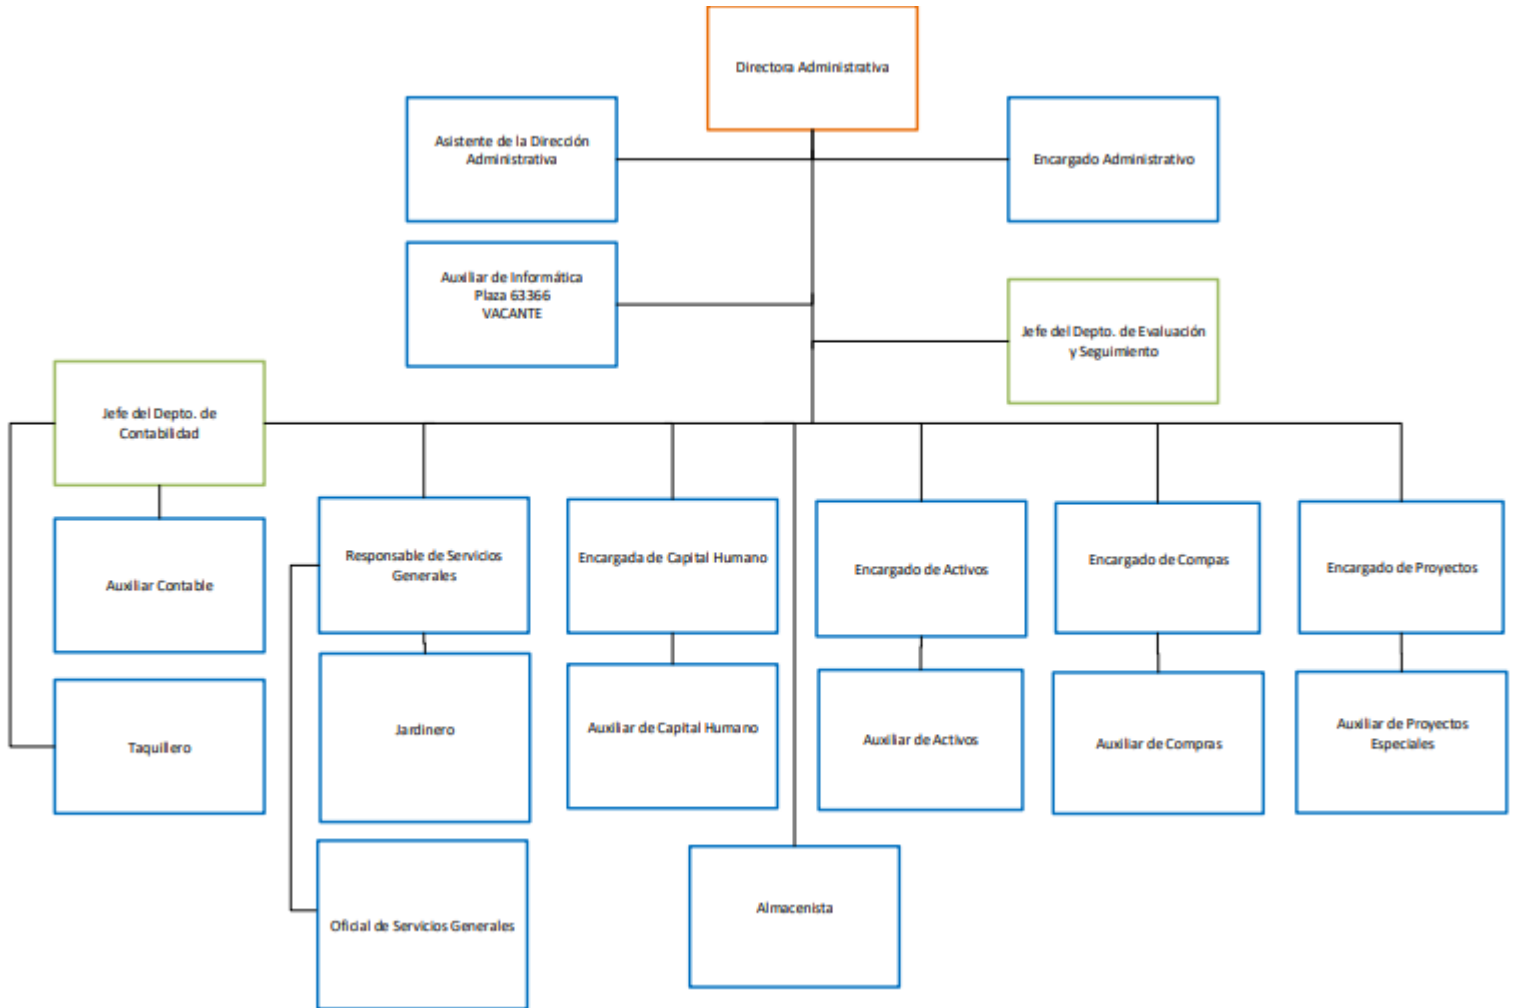 Directora Administrativa
Asistente de la Dirección
Administrativa
Encargado Administrativo
Auxiliar de Informática
Plaza 63366
VACANTE
Jefe del Depto. de Evaluación
y Seguimiento
Jefe del Depto. de
Contabilidad
Auxiliar Contable
Taquillero
Responsable de Servicios
Generales
Jardinero
Oficial de Servicios Generales
Encargada de Capital Humano
Auxiliar de Capital Humano
Almacenista
Encargado de Activos
Auxiliar de Activos
Encargado de Compas
Auxiliar de Compras
Encargado de Proyectos
Auxiliar de Proyectos
Especiales